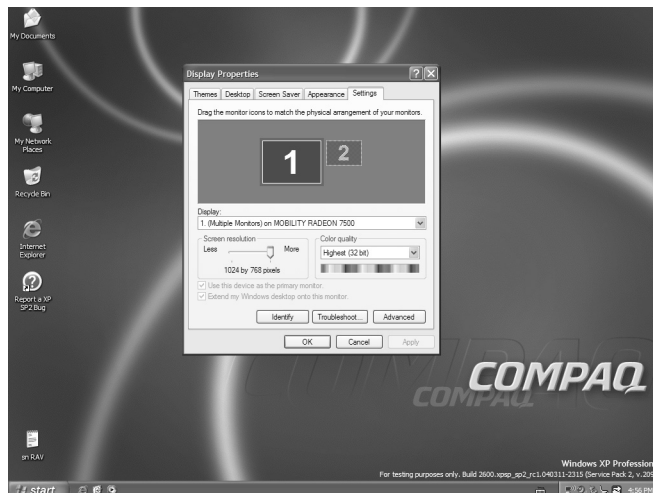 My Documents
My Computer
My Network
Places
Recycle Bin
Internet
Explorer
Report a XP
SP2 Bug
sn RAV
Display Properties
Themes
Desktop
Screen Saver
Appearance
Settings
Drag the monitor icons to match the physical arrangement of your monitors.
1
2
Display:
1. (Multiple Monitors) on MOBILITY RADEON 7500
Screen resolution
Less
More
1024 by 768 pixels
Color quality
Highest (32 bit)
Use this device as the primary monitor.
Extend my Windows desktop onto this monitor.
Identify
Troubleshoot...
Advanced
OK
Cancel
Apply
COMPAQ
COMPAQ
COMPAQ
Windows XP Profession
For testing purposes only. Build 2600.xpsp_sp2_rc1.040311-2315 (Service Pack 2, v.209
start
4:56 PM